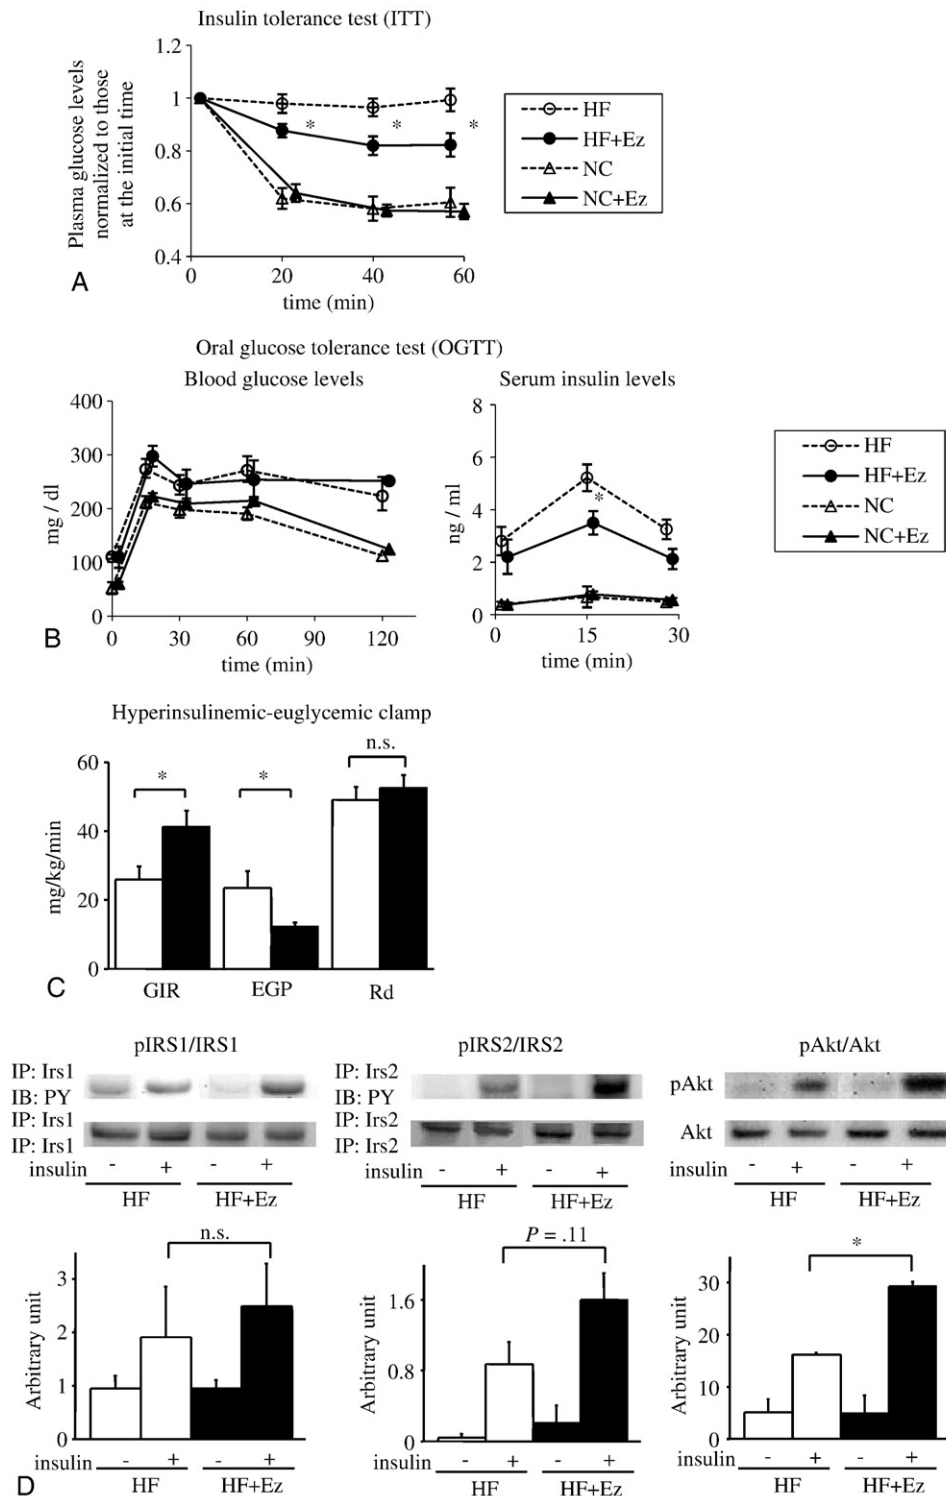 Insulin tolerance test (ITT)
Plasma glucose levels
normalized to those
at the initial time
1.2
1
0.8
0.6
0.4
0 20 40 60
time (min)
* * *
HF
HF+Ez
NC
NC+Ez
A
Oral glucose tolerance test (OGTT)
Blood glucose levels
mg / dl
400
300
200
100
0
0 30 60 90 120
time (min)
Serum insulin levels
ng / ml
8
6
4
2
0
0 15 30
time (min)
*
HF
HF+Ez
NC
NC+Ez
B
Hyperinsulinemic-euglycemic clamp
mg/kg/min
60
40
20
0
* * n.s.
GIR EGP Rd
C
pIRS1/IRS1
IP: Irs1
IB: PY
IP: Irs1
IP: Irs1
insulin - + - +
HF HF+Ez
pIRS2/IRS2
IP: Irs2
IB: PY
IP: Irs2
IP: Irs2
insulin - + - +
HF HF+Ez
pAkt/Akt
pAkt
Akt
insulin - + - +
HF HF+Ez
n.s.
Arbitrary unit
3
2
1
0
insulin - + - +
HF HF+Ez
P = .11
Arbitrary unit
1.6
0.8
0
insulin - + - +
HF HF+Ez
*
Arbitrary unit
30
20
10
0
insulin - + - +
HF HF+Ez
D